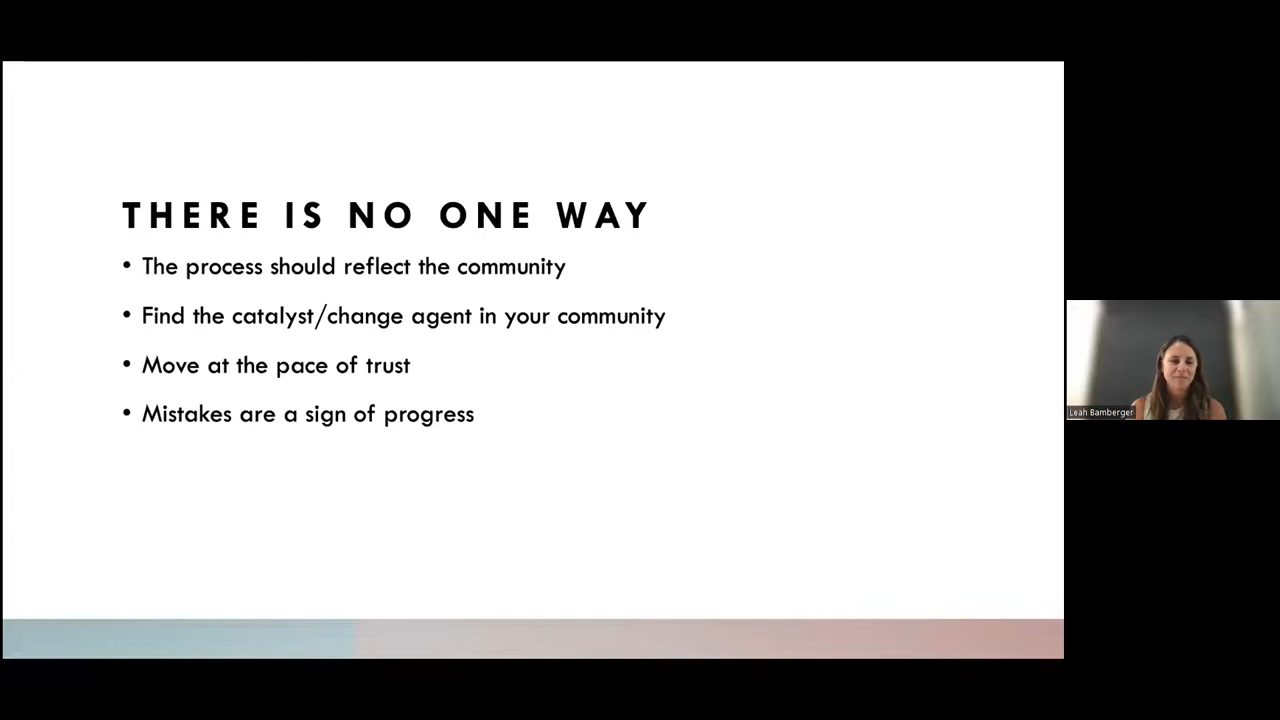 THERE IS NO ONE WAY
• The process should reflect the community
• Find the catalyst/change agent in your community
• Move at the pace of trust
• Mistakes are a sign of progress
Leah Bamberger